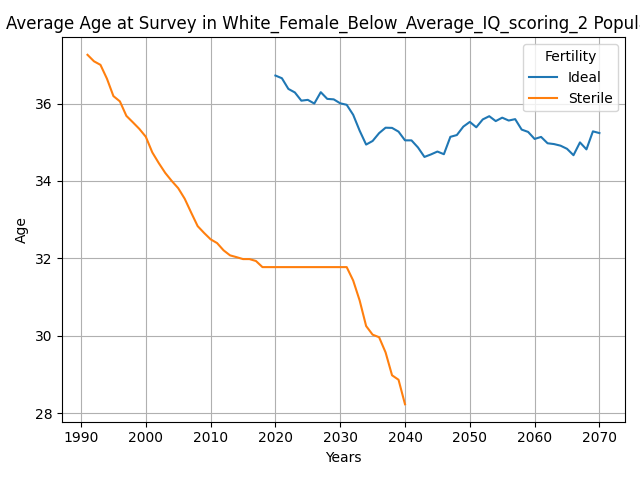 Average Age at Survey in White_Female_Below_Average_IQ_scoring_2 Popul
Fertility
Ideal
Sterile
36
34
32
30
28
Age
1990 2000 2010 2020 2030 2040 2050 2060 2070
Years